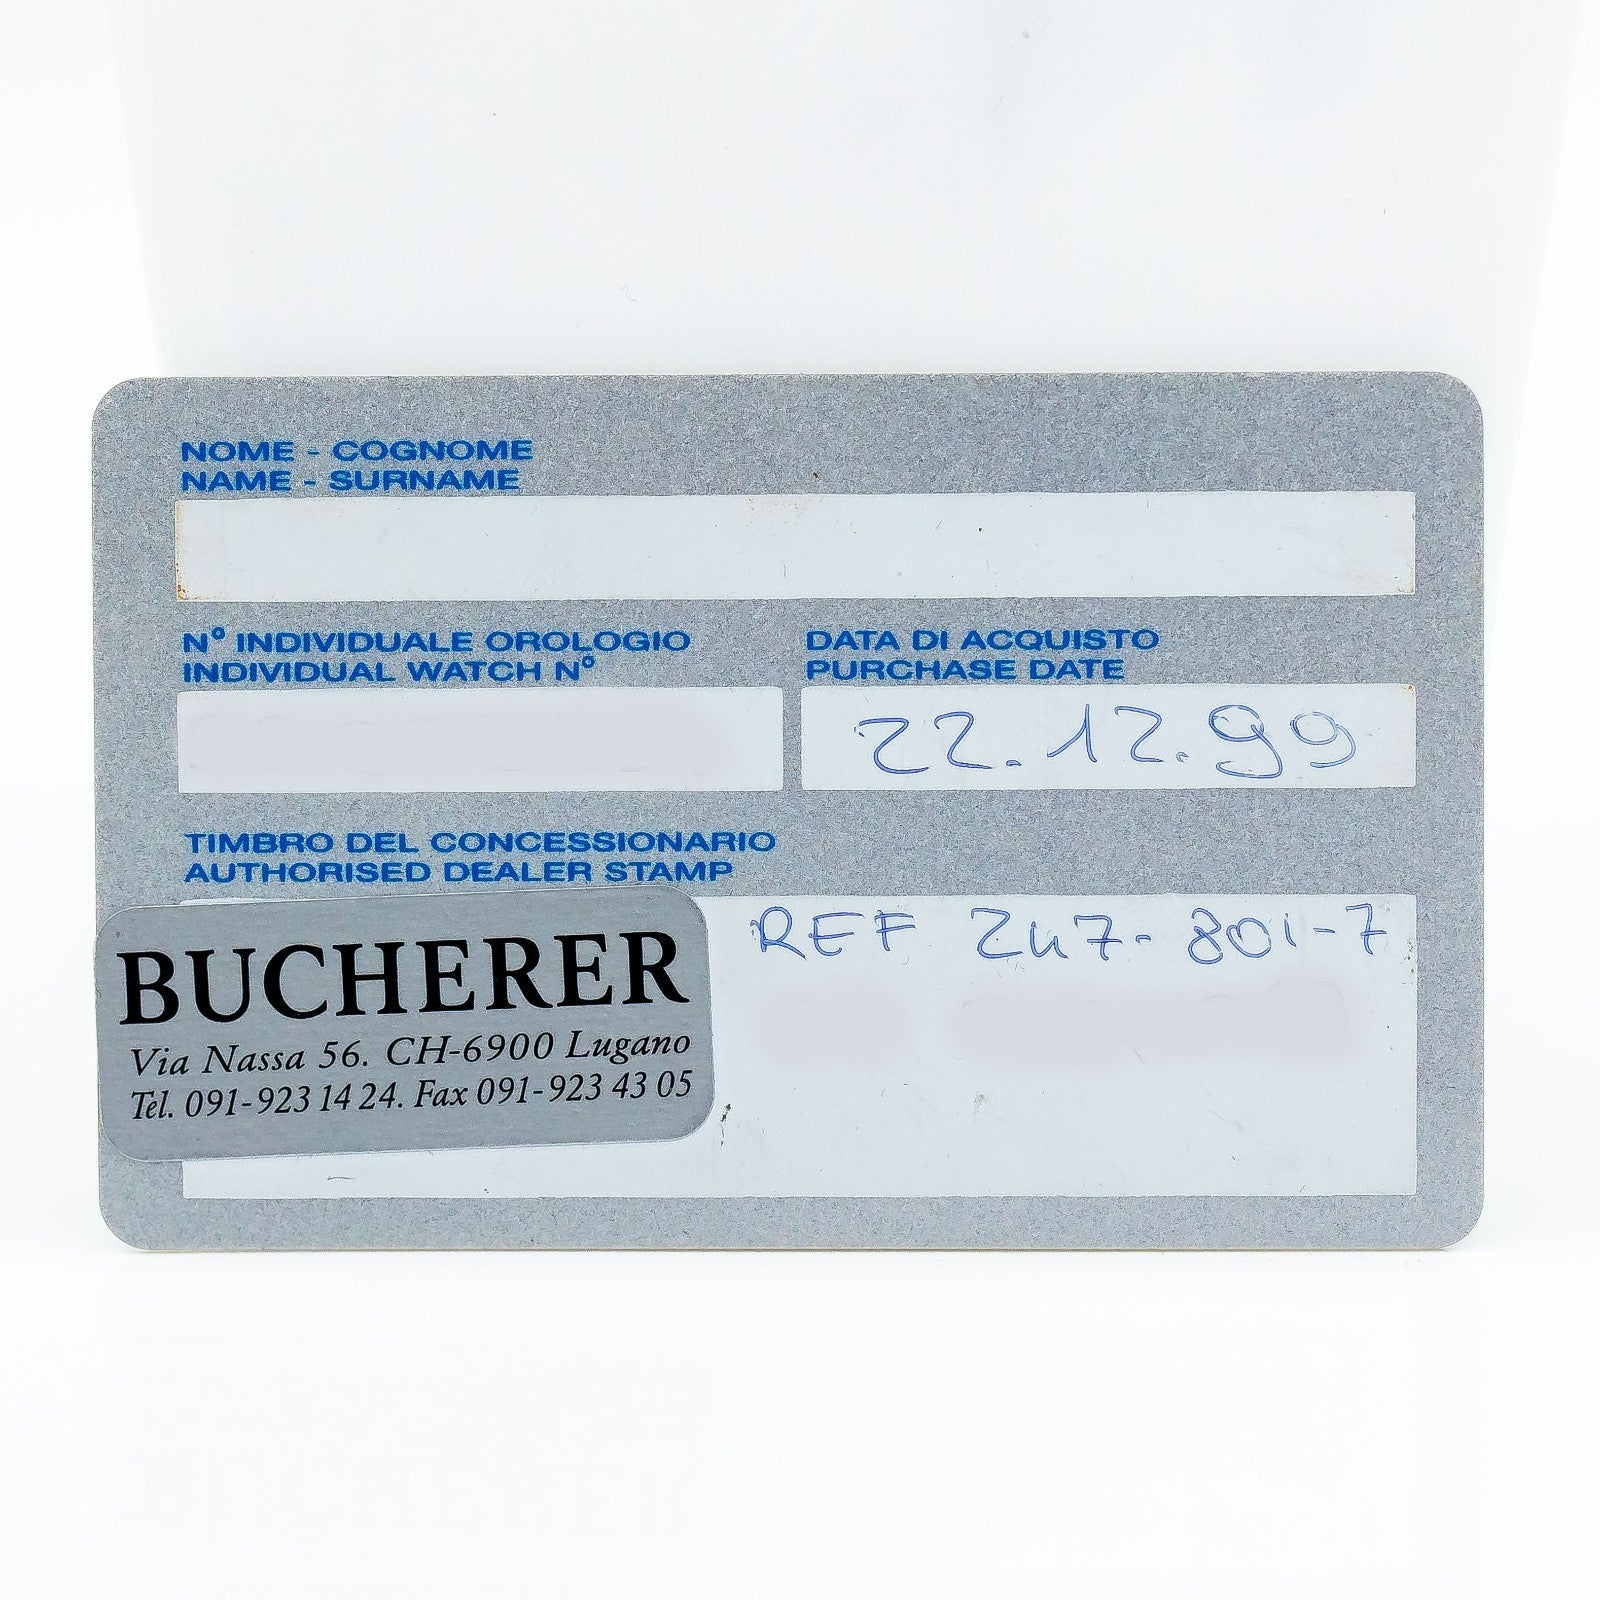 NOME - COGNOME
NAME - SURNAME
N° INDIVIDUALE OROLOGIO
INDIVIDUAL WATCH N°
DATA DI ACQUISTO
PURCHASE DATE
22.12.99
TIMBRO DEL CONCESSIONARIO
AUTHORISED DEALER STAMP
BUCHERER
Via Nassa 56. CH-6900 Lugano
Tel. 091-923 14 24. Fax 091-923 43 05
REF 247-801-7